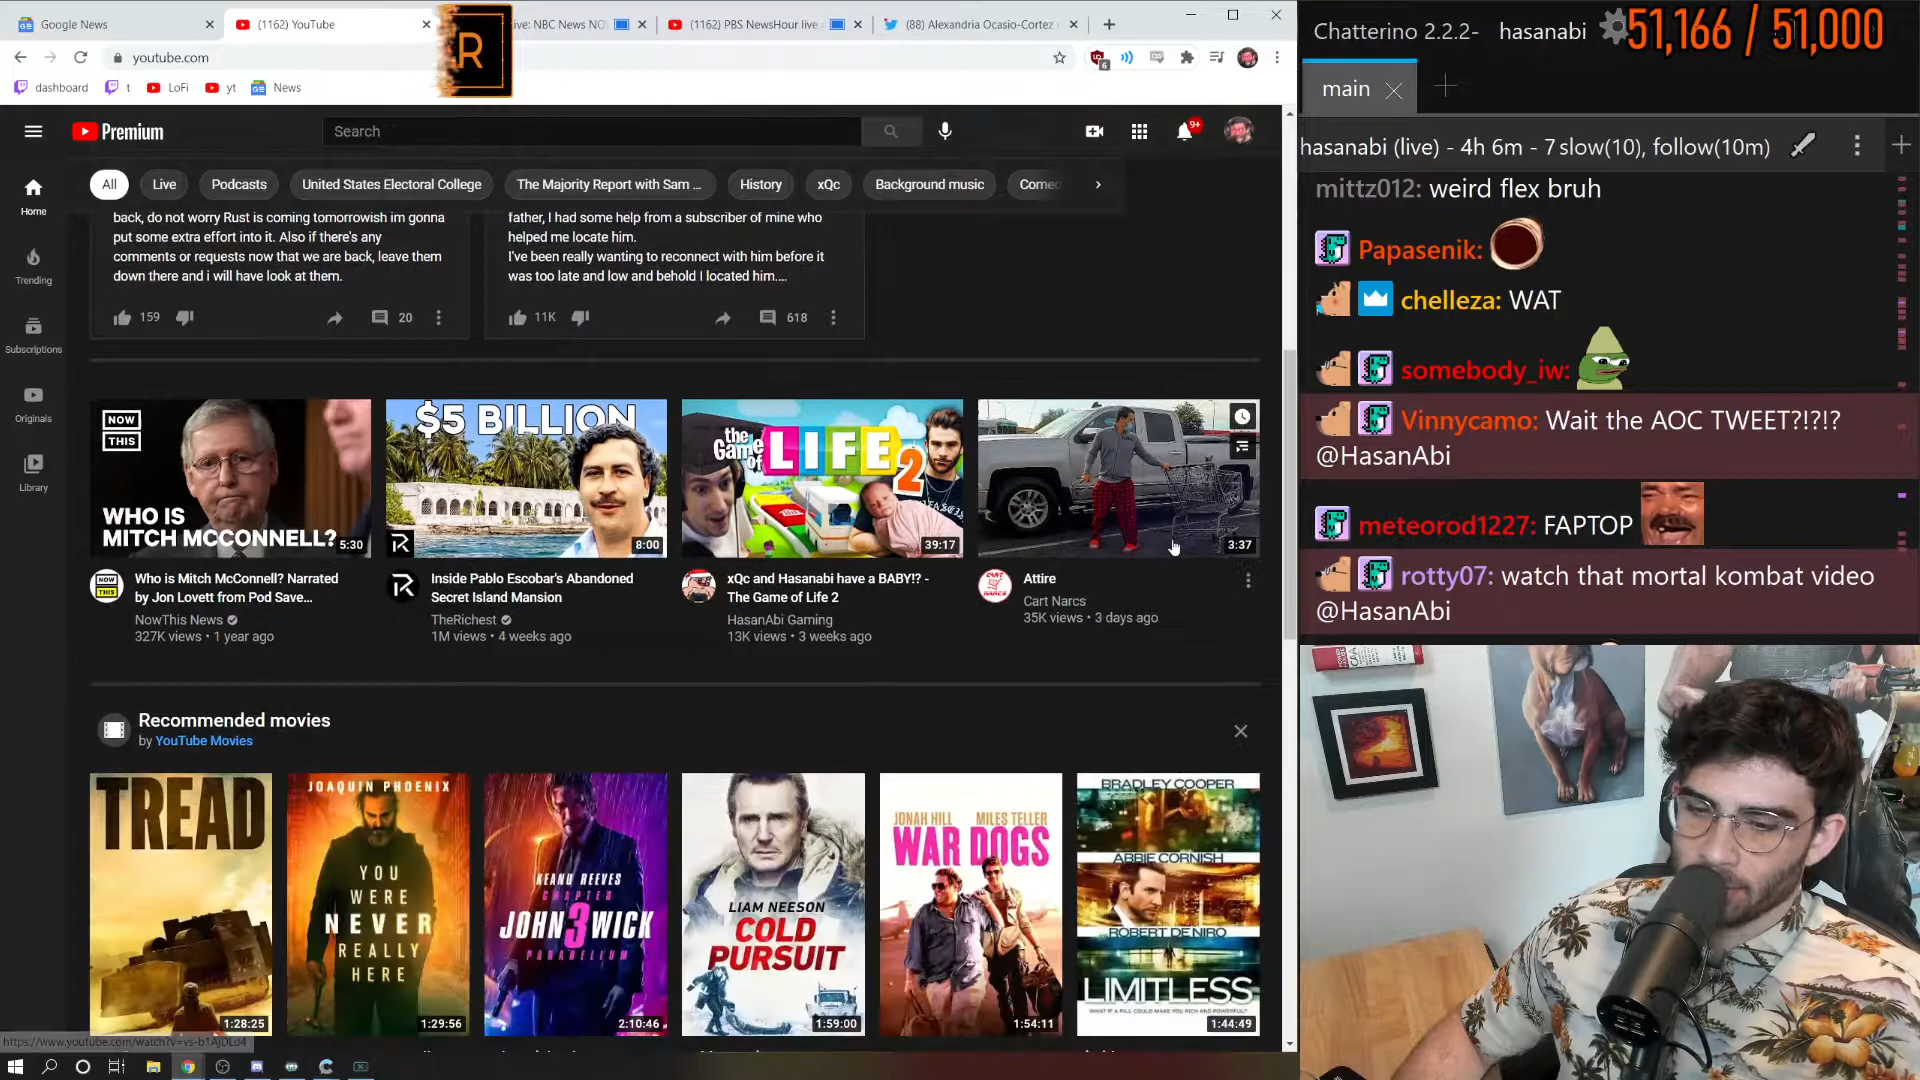 Google News
(1162) YouTube
R
Live: NBC News NO
(1162) PBS NewsHour live
(88) Alexandria Ocasio-Cortez
youtube.com
6
dashboard
t
LoFi
yt
News
Premium
Search
9+
Home
Trending
Subscriptions
Originals
Library
All
Live
Podcasts
United States Electoral College
The Majority Report with Sam ...
History
xQc
Background music
back, do not worry Rust is coming tomorrowish im gonna
put some extra effort into it. Also if there's any
comments or requests now that we are back, leave them
down there and i will have look at them.
159
20
father, I had some help from a subscriber of mine who
helped me locate him.
I've been really wanting to reconnect with him before it
was too late and low and behold I located him....
11K
618
NOW
THIS
WHO IS
MITCH MCCONNELL?
5:30
Who is Mitch McConnell? Narrated
by Jon Lovett from Pod Save...
NowThis News
327K views • 1 year ago
$5 BILLION
8:00
Inside Pablo Escobar's Abandoned
Secret Island Mansion
TheRichest
1M views • 4 weeks ago
the Game of LIFE 2
39:17
xQc and Hasanabi have a BABY!? -
The Game of Life 2
HasanAbi Gaming
13K views • 3 weeks ago
3:37
CART NARCS
Attire
Cart Narcs
35K views • 3 days ago
Recommended movies
by YouTube Movies
TREAD
1:28:25
JOAQUIN PHOENIX
YOU
WERE
NEVER
REALLY
HERE
1:29:56
KEANU REEVES
CHAPTER
JOHN 3 WICK
PARABELLUM
2:10:46
LIAM NEESON
COLD
PURSUIT
1:59:00
JONAH HILL MILES TELLER
WAR DOGS
1:54:11
BRADLEY COOPER
ABBIE CORNISH
ROBERT DE NIRO
LIMITLESS
WHAT IF A PILL COULD MAKE YOU RICH AND POWERFUL?
1:44:49
https://www.youtube.com/watch?v=vs-b1AjDLd4
Chatterino 2.2.2-
hasanabi
51,166 / 51,000
main
hasanabi (live) - 4h 6m - 7
slow(10), follow(10m)
mittz012: weird flex bruh
Papasenik:
chelleza: WAT
somebody_iw:
Vinnycamo: Wait the AOC TWEET?!?!?
@HasanAbi
meteorod1227: FAPTOP
rotty07: watch that mortal kombat video
@HasanAbi